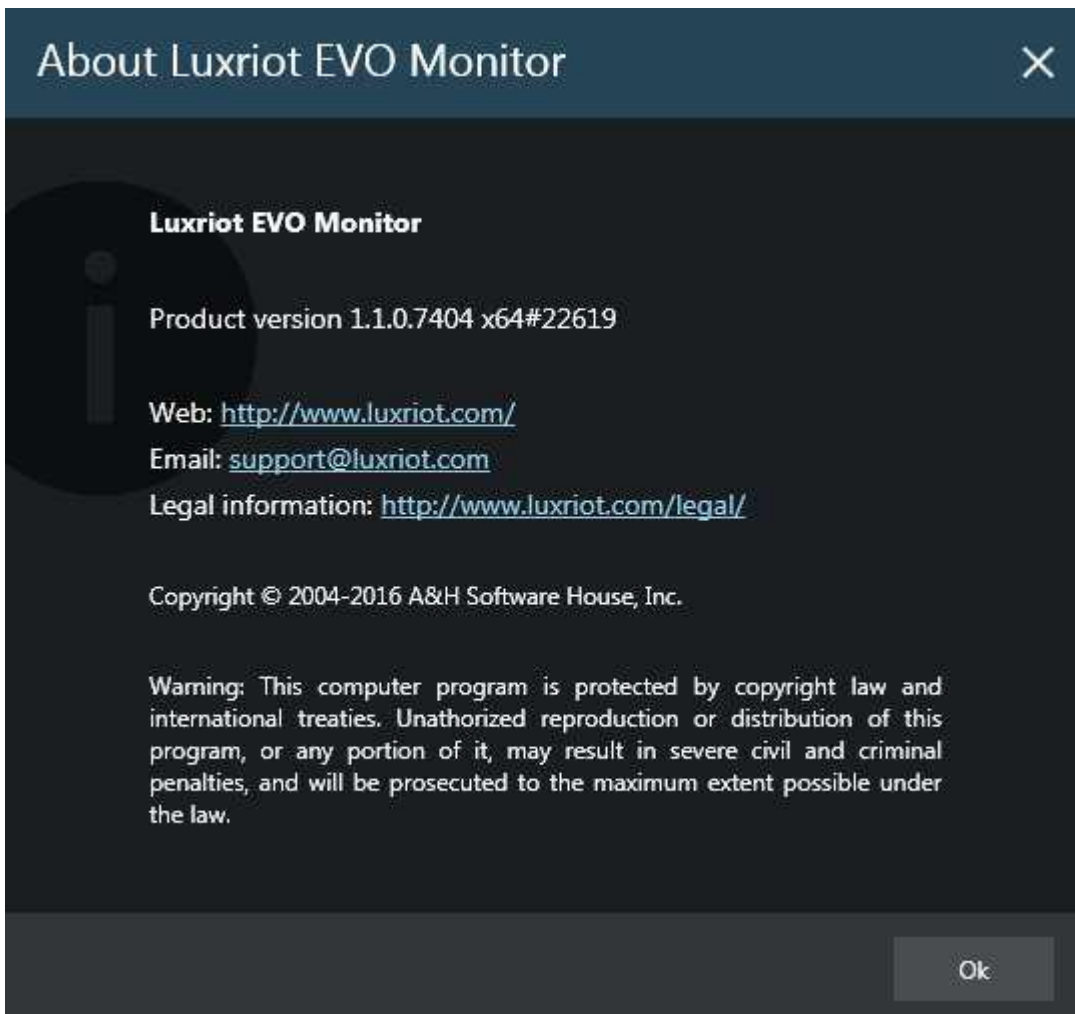 About Luxriot EVO Monitor
Luxriot EVO Monitor
Product version 1.1.0.7404 x64#22619
Web: http://www.luxriot.com/
Email: support@luxriot.com
Legal information: http://www.luxriot.com/legal/
Copyright © 2004-2016 A&H Software House, Inc.
Warning: This computer program is protected by copyright law and
international treaties. Unathorized reproduction or distribution of this
program, or any portion of it, may result in severe civil and criminal
penalties, and will be prosecuted to the maximum extent possible under
the law.
Ok